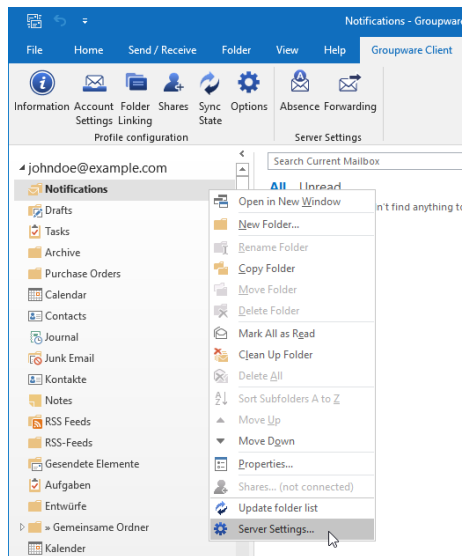 Notifications - Groupware
File Home Send / Receive Folder View Help Groupware Client
Information Account Settings Folder Linking Shares Sync State Options Absence Forwarding
Profile configuration Server Settings
johndoe@example.com
Search Current Mailbox
All Unread
Notifications
n't find anything to
Drafts
Tasks
Archive
Purchase Orders
Calendar
Contacts
Journal
Junk Email
Kontakte
Notes
RSS Feeds
RSS-Feeds
Gesendete Elemente
Aufgaben
Entwürfe
» Gemeinsame Ordner
Kalender
Open in New Window
New Folder...
Rename Folder
Copy Folder
Move Folder
Delete Folder
Mark All as Read
Clean Up Folder
Delete All
Sort Subfolders A to Z
Move Up
Move Down
Properties...
Shares... (not connected)
Update folder list
Server Settings...